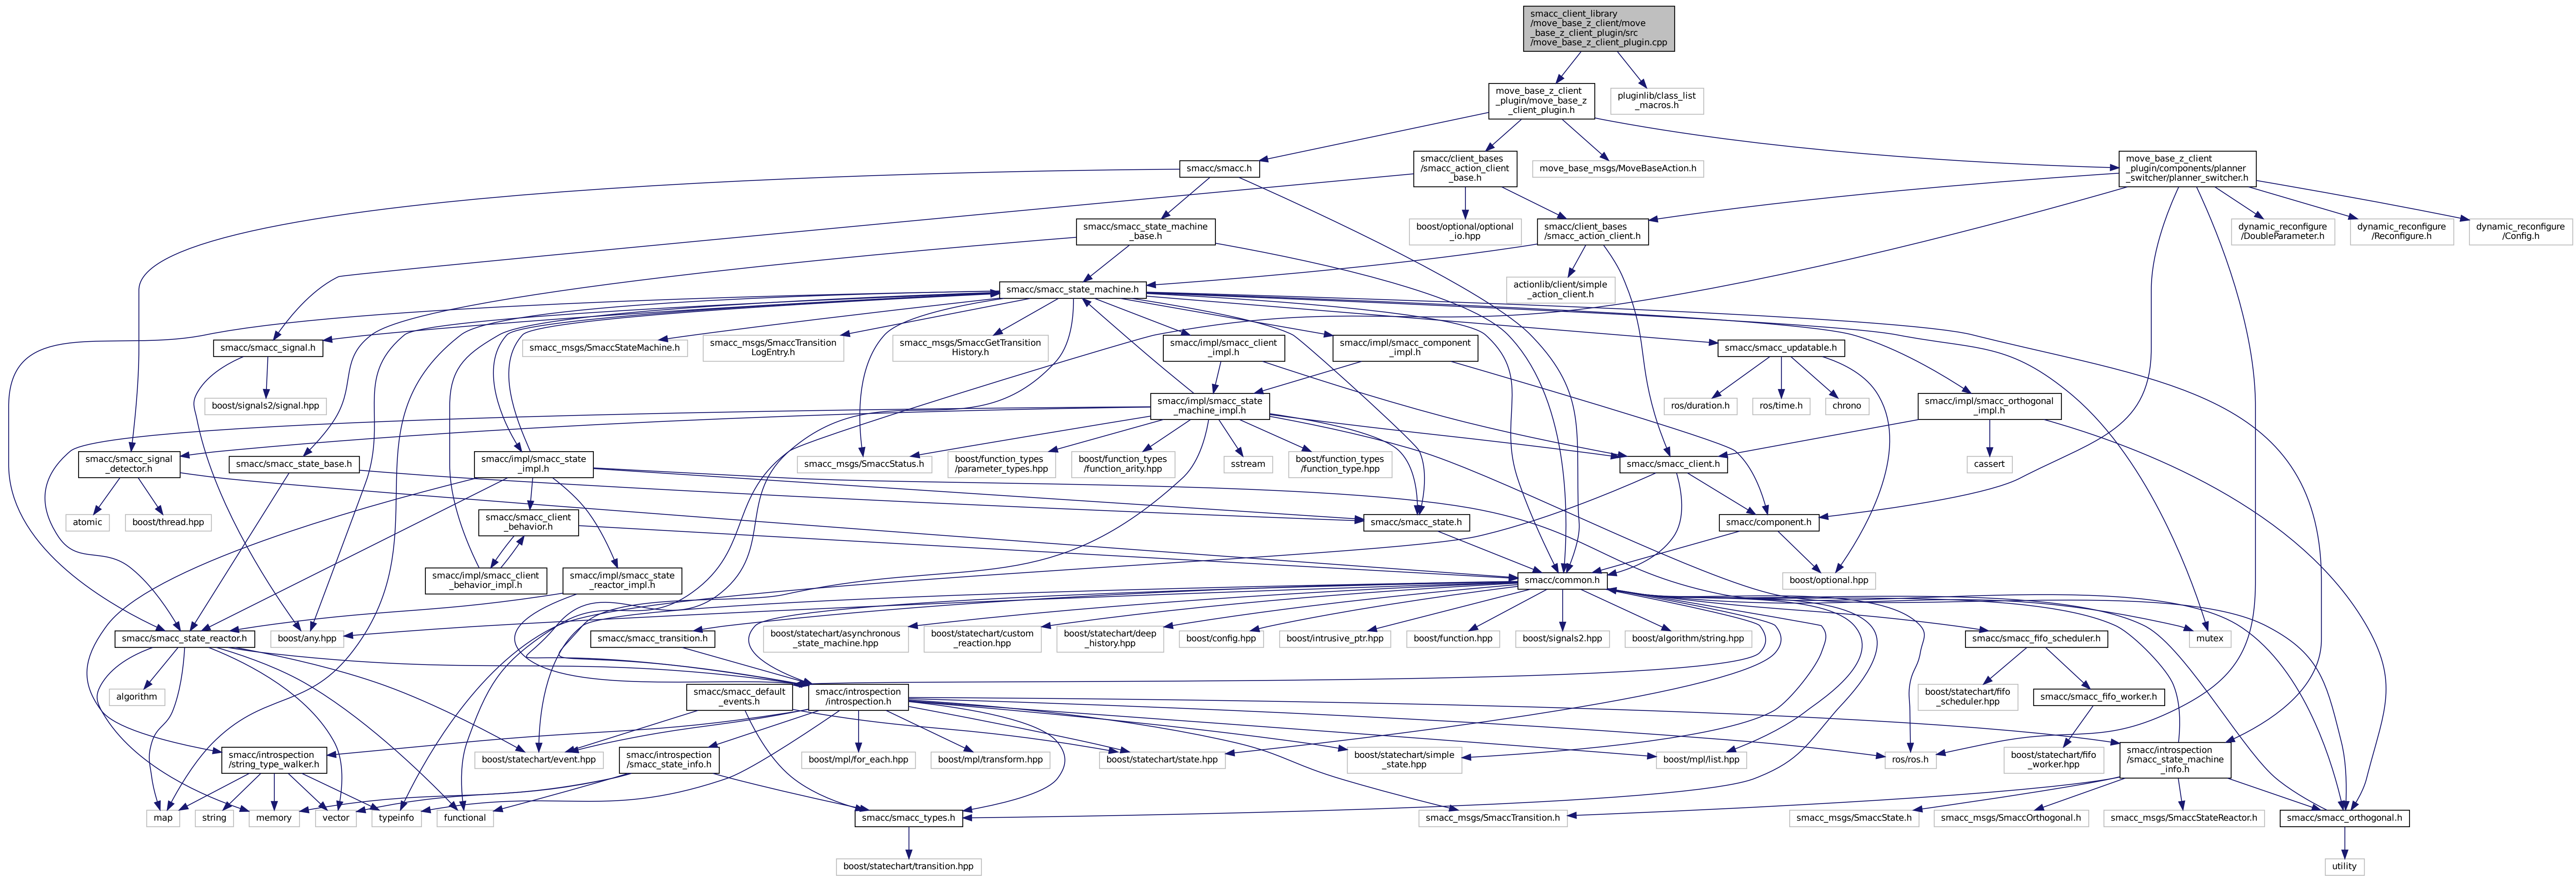 smacc_client_library
/move_base_z_client/move
_base_z_client_plugin/src
/move_base_z_client_plugin.cpp
move_base_z_client
_plugin/move_base_z
_client_plugin.h
pluginlib/class_list
_macros.h
smacc/smacc.h
smacc/client_bases
/smacc_action_client
_base.h
move_base_msgs/MoveBaseAction.h
move_base_z_client
_plugin/components/planner
_switcher/planner_switcher.h
smacc/smacc_state_machine
_base.h
boost/optional/optional
_io.hpp
smacc/client_bases
/smacc_action_client.h
dynamic_reconfigure
/DoubleParameter.h
dynamic_reconfigure
/Reconfigure.h
dynamic_reconfigure
/Config.h
smacc/smacc_state_machine.h
actionlib/client/simple
_action_client.h
smacc/smacc_signal.h
smacc_msgs/SmaccStateMachine.h
smacc_msgs/SmaccTransition
LogEntry.h
smacc_msgs/SmaccGetTransition
History.h
smacc/impl/smacc_client
_impl.h
smacc/impl/smacc_component
_impl.h
smacc/smacc_updatable.h
boost/signals2/signal.hpp
smacc/impl/smacc_state
_machine_impl.h
ros/duration.h
ros/time.h
chrono
smacc/impl/smacc_orthogonal
_impl.h
smacc/smacc_signal
_detector.h
smacc/smacc_state_base.h
smacc/impl/smacc_state
_impl.h
smacc_msgs/SmaccStatus.h
boost/function_types
/parameter_types.hpp
boost/function_types
/function_arity.hpp
sstream
boost/function_types
/function_type.hpp
smacc/smacc_client.h
cassert
atomic
boost/thread.hpp
smacc/smacc_client
_behavior.h
smacc/smacc_state.h
smacc/component.h
smacc/impl/smacc_client
_behavior_impl.h
smacc/impl/smacc_state
_reactor_impl.h
smacc/common.h
boost/optional.hpp
smacc/smacc_state_reactor.h
boost/any.hpp
smacc/smacc_transition.h
boost/statechart/asynchronous
_state_machine.hpp
boost/statechart/custom
_reaction.hpp
boost/statechart/deep
_history.hpp
boost/config.hpp
boost/intrusive_ptr.hpp
boost/function.hpp
boost/signals2.hpp
boost/algorithm/string.hpp
smacc/smacc_fifo_scheduler.h
mutex
algorithm
smacc/smacc_default
_events.h
smacc/introspection
/introspection.h
boost/statechart/fifo
_scheduler.hpp
smacc/smacc_fifo_worker.h
smacc/introspection
/string_type_walker.h
boost/statechart/event.hpp
smacc/introspection
/smacc_state_info.h
boost/mpl/for_each.hpp
boost/mpl/transform.hpp
boost/statechart/state.hpp
boost/statechart/simple
_state.hpp
boost/mpl/list.hpp
ros/ros.h
boost/statechart/fifo
_worker.hpp
smacc/introspection
/smacc_state_machine
_info.h
map
string
memory
vector
typeinfo
functional
smacc/smacc_types.h
smacc_msgs/SmaccTransition.h
smacc_msgs/SmaccState.h
smacc_msgs/SmaccOrthogonal.h
smacc_msgs/SmaccStateReactor.h
smacc/smacc_orthogonal.h
boost/statechart/transition.hpp
utility